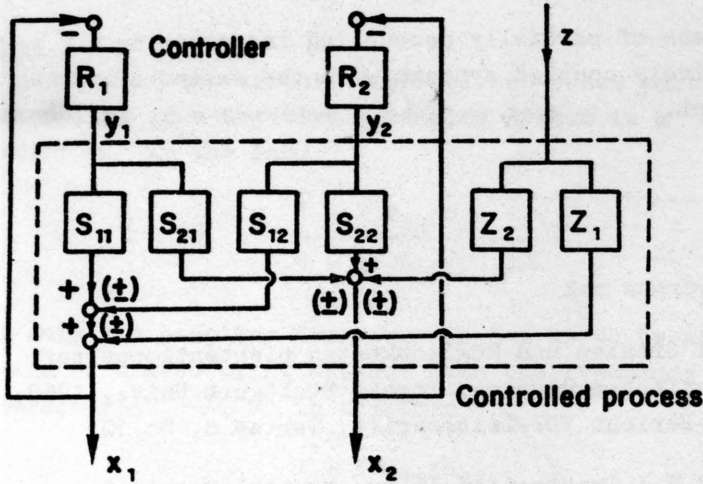 Controller
z
R₁
R₂
y₁
y₂
S₁₁
S₂₁
S₁₂
S₂₂
Z₂
Z₁
+
(±)
+
(±)
+
(±)
(±)
−
−
Controlled process
x₁
x₂